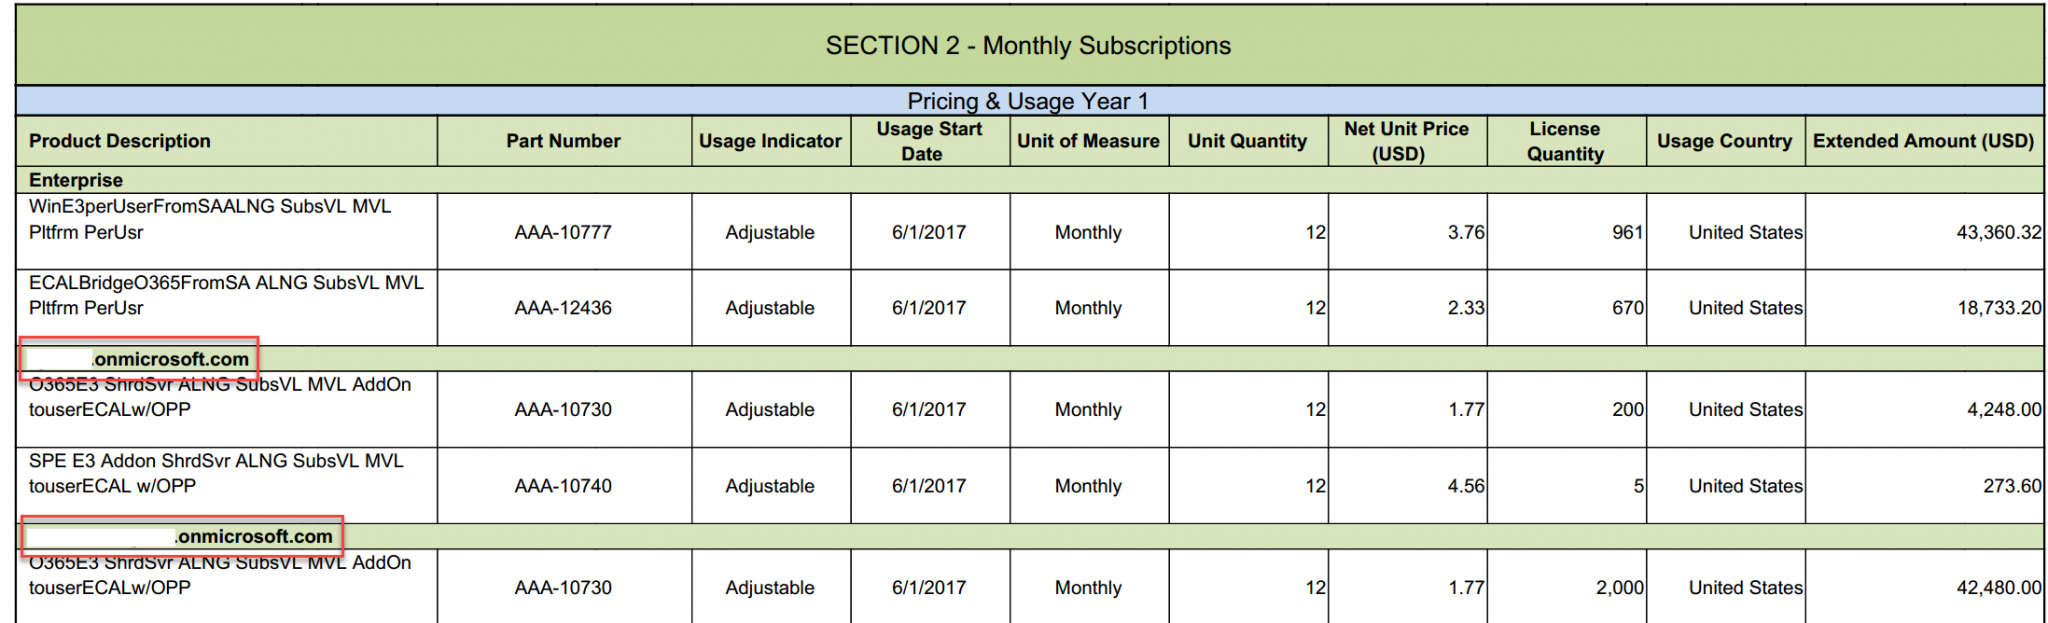 SECTION 2 - Monthly Subscriptions
Pricing & Usage Year 1
Product Description Part Number Usage Indicator Usage Start Date Unit of Measure Unit Quantity Net Unit Price (USD) License Quantity Usage Country Extended Amount (USD)
Enterprise
WinE3perUserFromSAALNG SubsVL MVL
Pltfrm PerUsr AAA-10777 Adjustable 6/1/2017 Monthly 12 3.76 961 United States 43,360.32
ECALBridgeO365FromSA ALNG SubsVL MVL
Pltfrm PerUsr AAA-12436 Adjustable 6/1/2017 Monthly 12 2.33 670 United States 18,733.20
.onmicrosoft.com
O365E3 ShrdSvr ALNG SubsVL MVL AddOn
touserECALw/OPP AAA-10730 Adjustable 6/1/2017 Monthly 12 1.77 200 United States 4,248.00
SPE E3 Addon ShrdSvr ALNG SubsVL MVL
touserECAL w/OPP AAA-10740 Adjustable 6/1/2017 Monthly 12 4.56 5 United States 273.60
.onmicrosoft.com
O365E3 ShrdSvr ALNG SubsVL MVL AddOn
touserECALw/OPP AAA-10730 Adjustable 6/1/2017 Monthly 12 1.77 2,000 United States 42,480.00